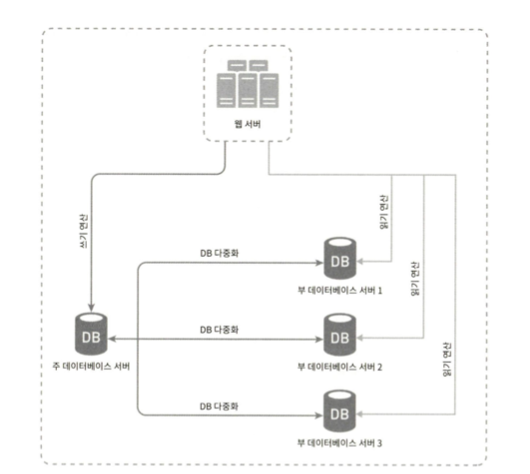 웹 서버
쓰기 연산
읽기 연산
DB 다중화
DB
부 데이터베이스 서버 1
읽기 연산
DB
주 데이터베이스 서버
DB 다중화
DB
부 데이터베이스 서버 2
읽기 연산
DB 다중화
DB
부 데이터베이스 서버 3